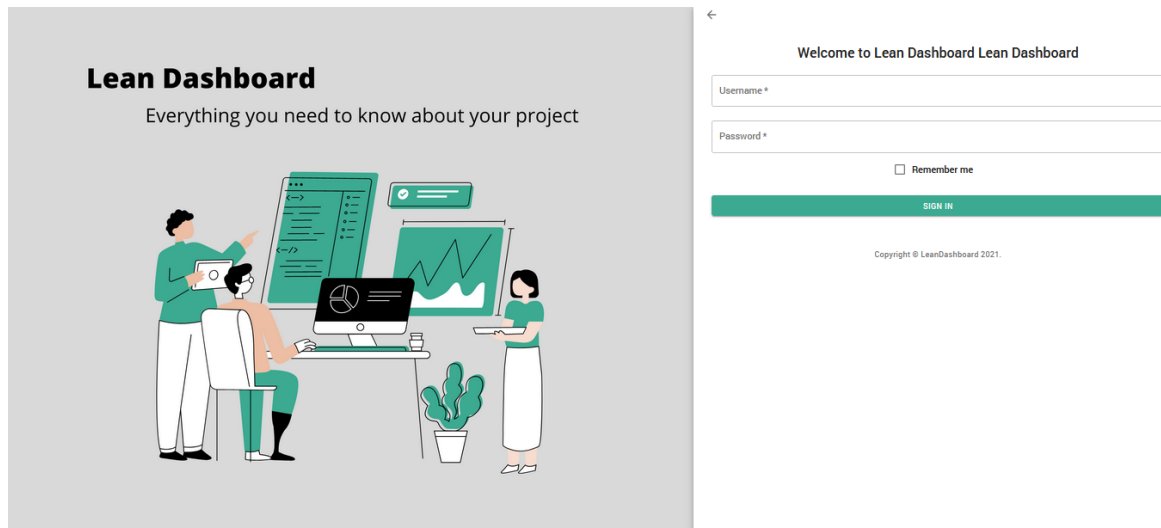 Lean Dashboard
Everything you need to know about your project
<—>
<—/>
←
Welcome to Lean Dashboard Lean Dashboard
Username *
Password *
Remember me
SIGN IN
Copyright © LeanDashboard 2021.